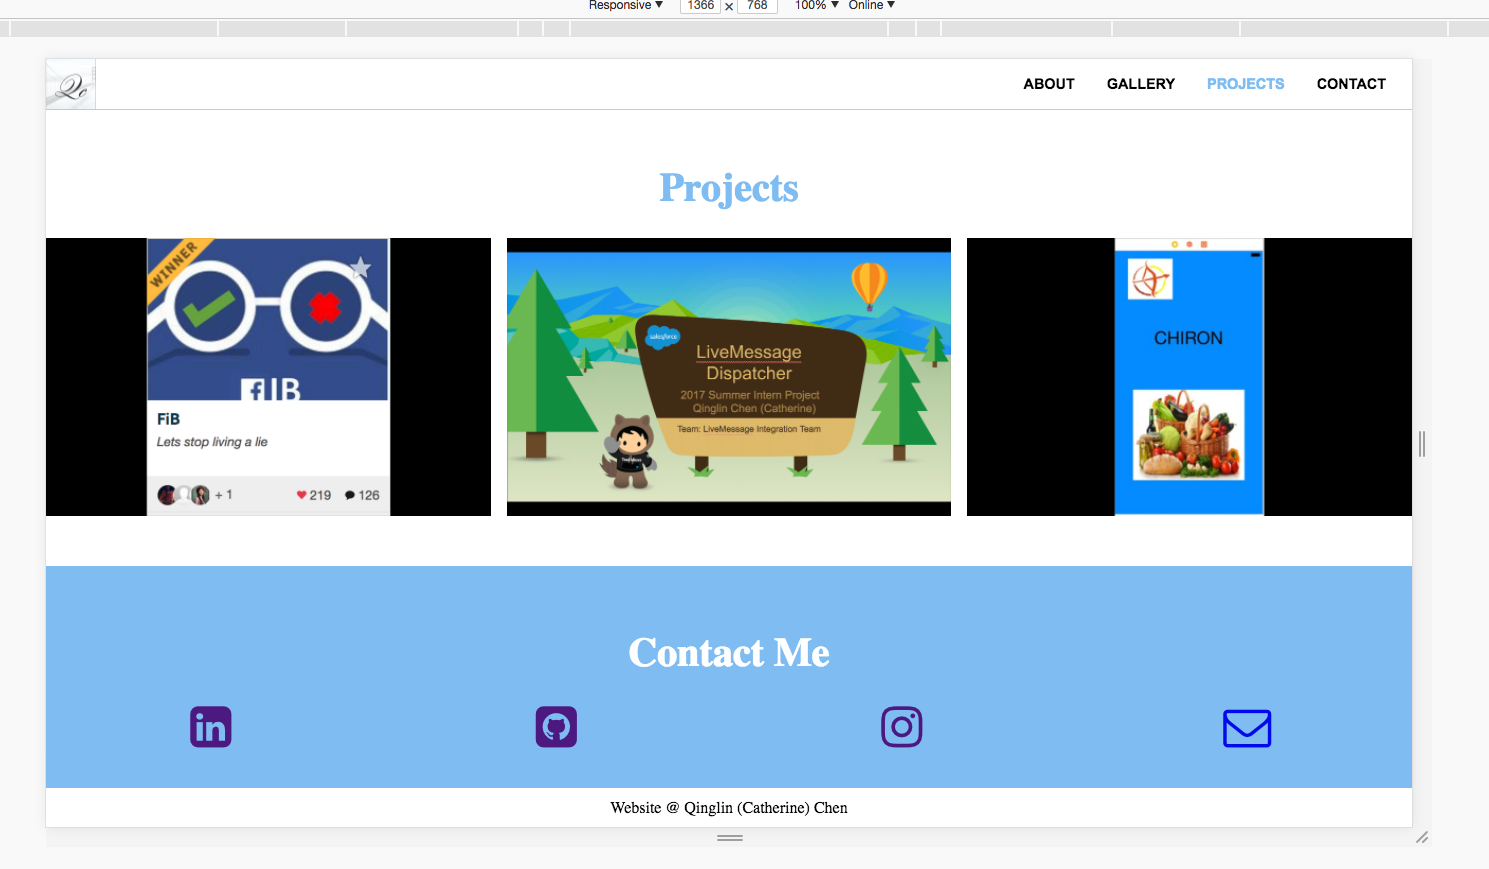 Responsive ▼ 1366 × 768 100% ▼ Online ▼
Qc
ABOUT GALLERY PROJECTS CONTACT
Projects
WINNER
fIB
FiB
Lets stop living a lie
+ 1 219 126
salesforce
LiveMessage
Dispatcher
2017 Summer Intern Project
Qinglin Chen (Catherine)
Team: LiveMessage Integration Team
CHIRON
Contact Me
in
Website @ Qinglin (Catherine) Chen